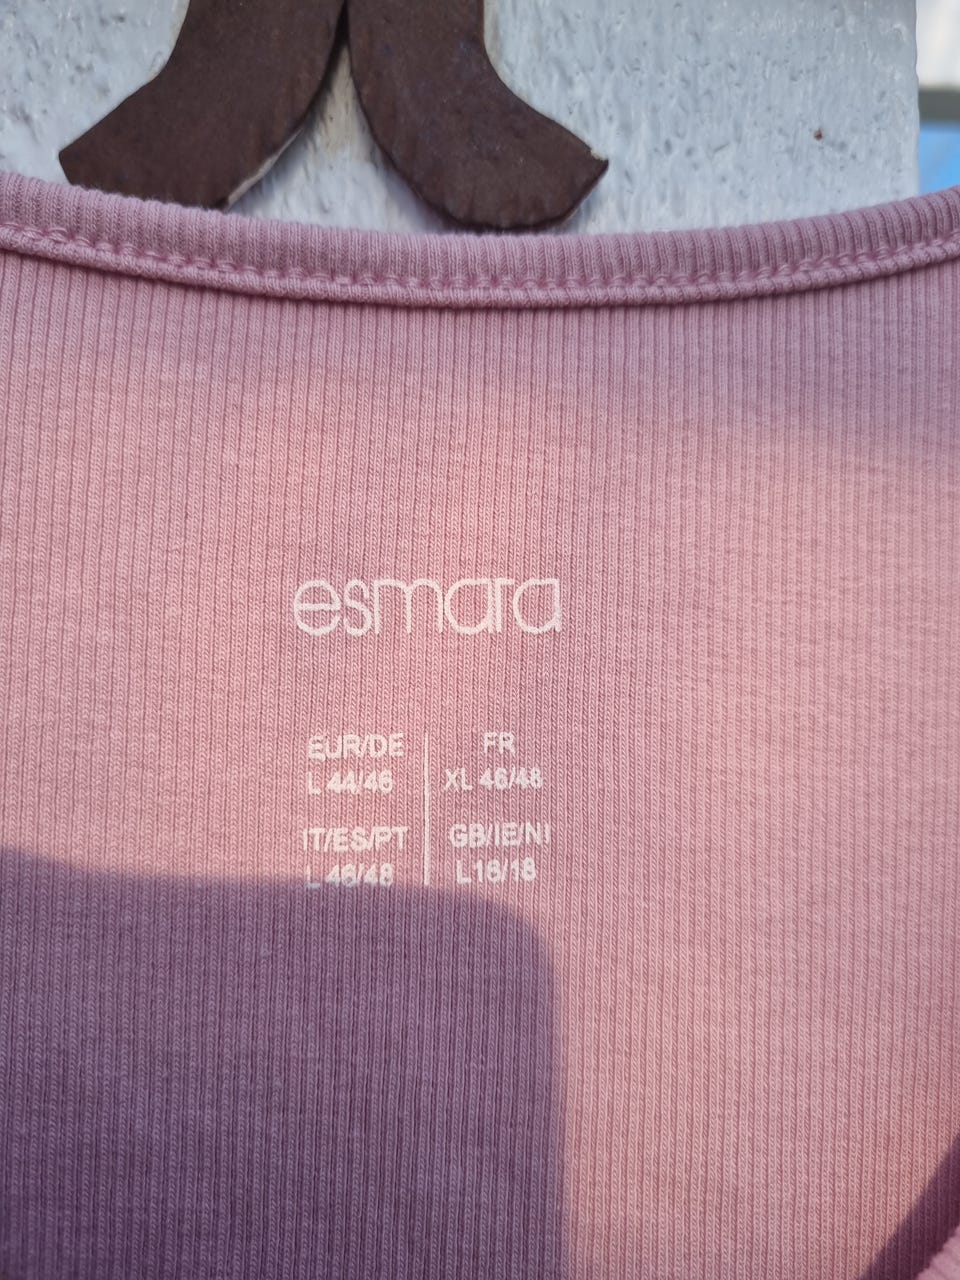 esmara
EUR/DE
L 44/46
FR
XL 46/48
IT/ES/PT
L 46/48
GB/IE/NI
L 16/18